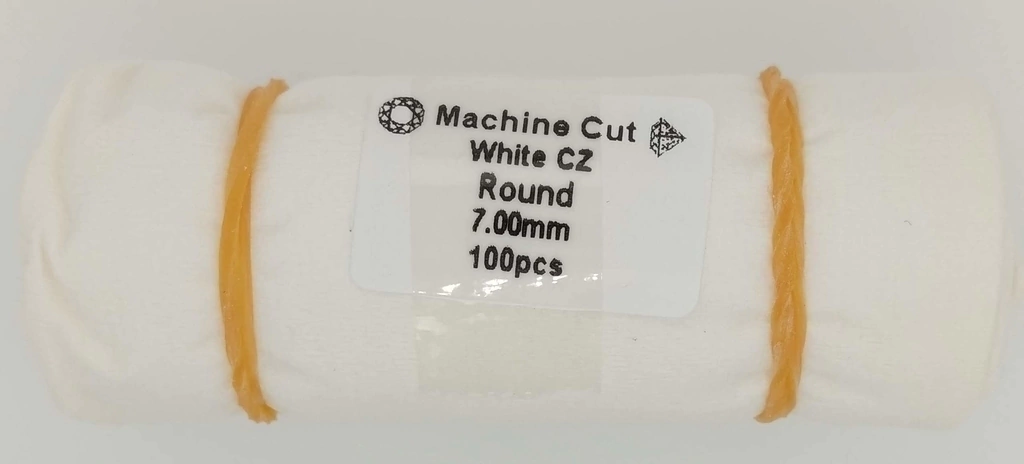 Machine Cut
White CZ
Round
7.00mm
100pcs